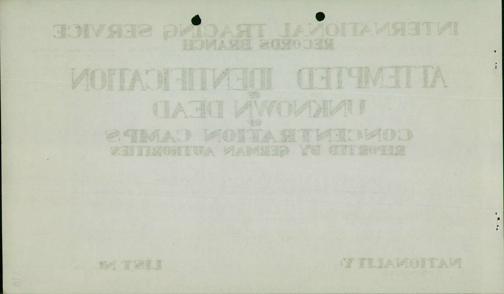 INTERNATIONAL TRACING SERVICE
RECORDS BRANCH
ATTEMPTED IDENTIFICATION
OF
UNKNOWN DEAD
OF
CONCENTRATION CAMPS
REPORTED BY GERMAN AUTHORITIES
NATIONALITY LIST No.